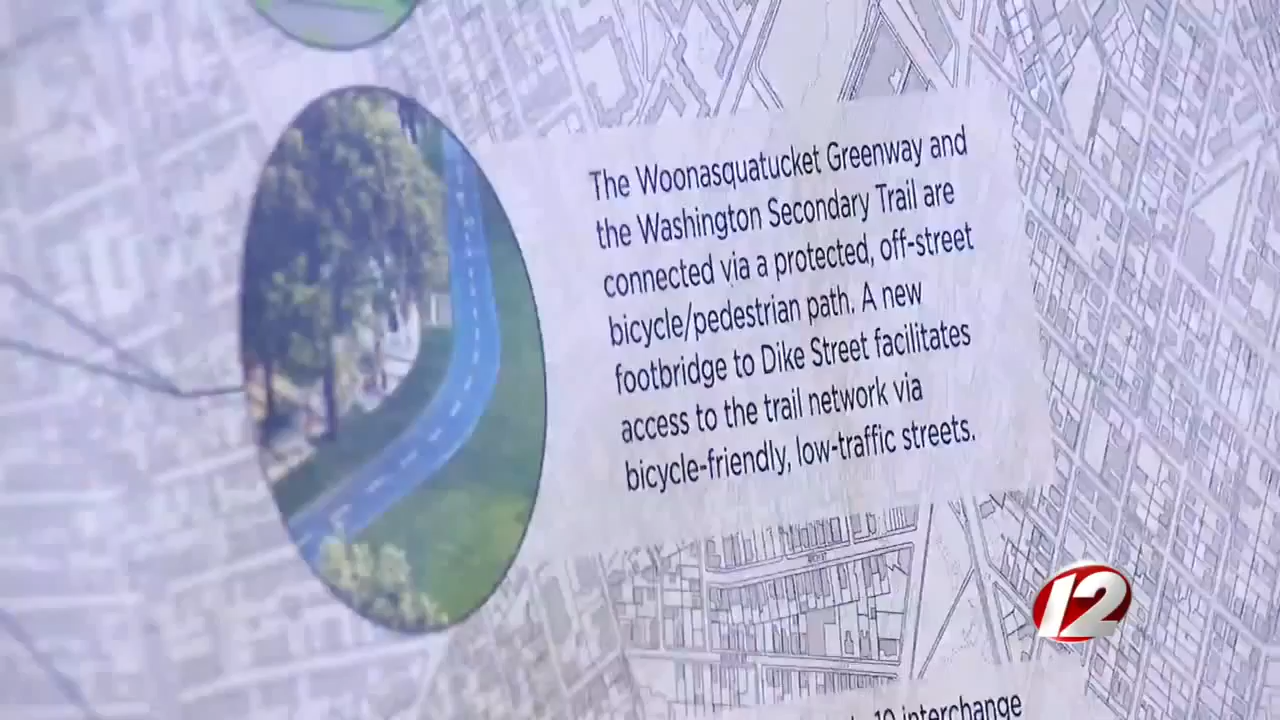 The Woonasquatucket Greenway and
the Washington Secondary Trail are
connected via a protected, off-street
bicycle/pedestrian path. A new
footbridge to Dike Street facilitates
access to the trail network via
bicycle-friendly, low-traffic streets.
10 interchange
12